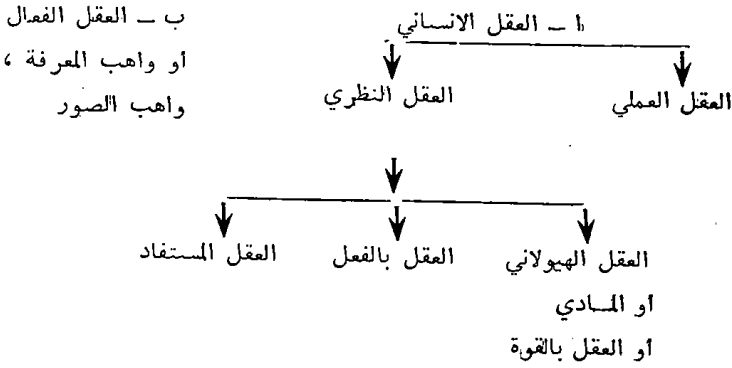 ا ـ العقل الانساني
العقل العملي
العقل النظري
العقل الهيولاني
أو المادي
أو العقل بالقوة
العقل بالفعل
العقل المستفاد
ب ـ العقل الفعال
او واهب المعرفة ،
واهب الصور